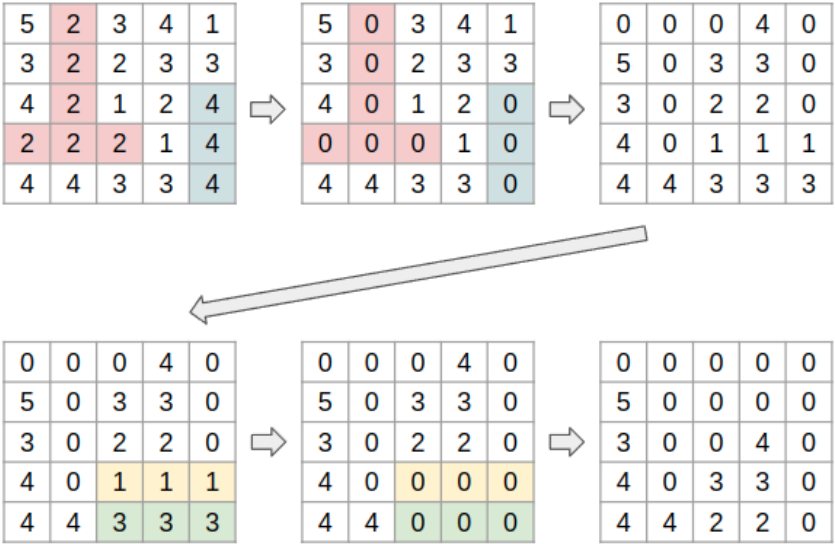 5 2 3 4 1
3 2 2 3 3
4 2 1 2 4
2 2 2 1 4
4 4 3 3 4
5 0 3 4 1
3 0 2 3 3
4 0 1 2 0
0 0 0 1 0
4 4 3 3 0
0 0 0 4 0
5 0 3 3 0
3 0 2 2 0
4 0 1 1 1
4 4 3 3 3
0 0 0 4 0
5 0 3 3 0
3 0 2 2 0
4 0 1 1 1
4 4 3 3 3
0 0 0 4 0
5 0 3 3 0
3 0 2 2 0
4 0 0 0 0
4 4 0 0 0
0 0 0 0 0
5 0 0 0 0
3 0 0 4 0
4 0 3 3 0
4 4 2 2 0